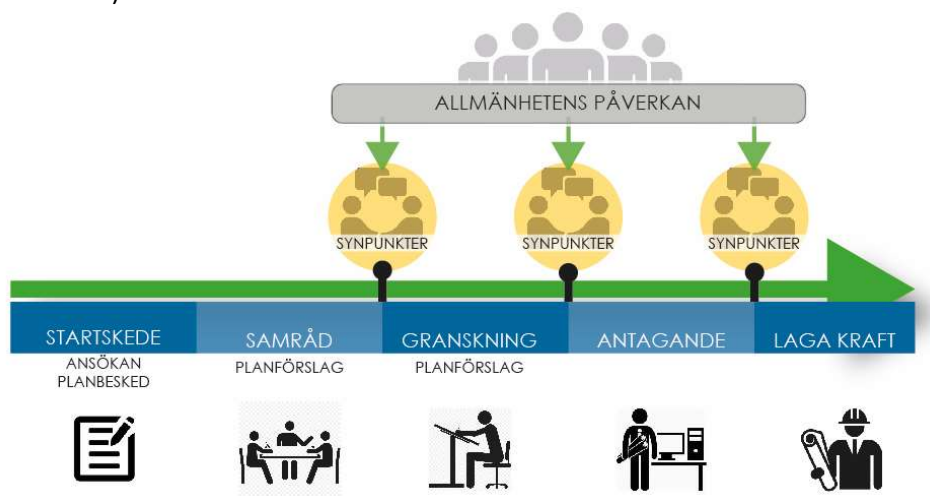 ALLMÄNHETENS PÅVERKAN
SYNPUNKTER SYNPUNKTER SYNPUNKTER
STARTSKEDE SAMRÅD GRANSKNING ANTAGANDE LAGA KRAFT
ANSÖKAN PLANFÖRSLAG PLANFÖRSLAG
PLANBESKED